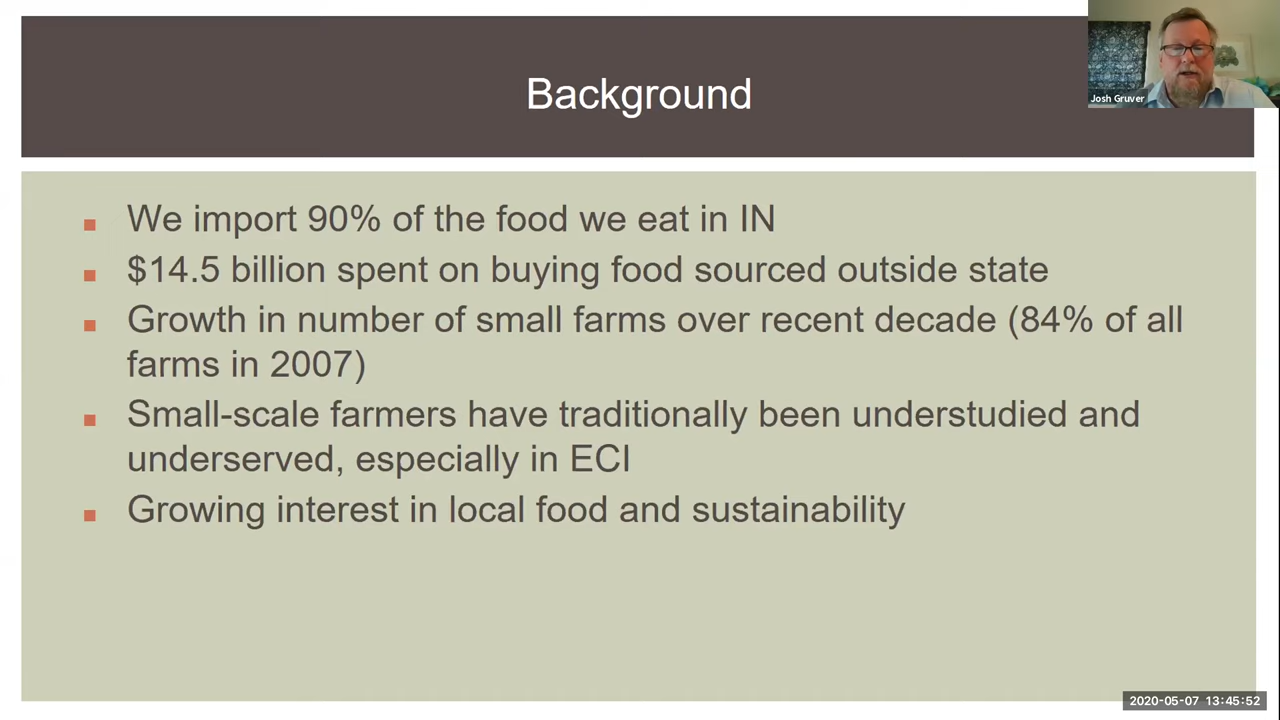 Background
Josh Gruver
We import 90% of the food we eat in IN
$14.5 billion spent on buying food sourced outside state
Growth in number of small farms over recent decade (84% of all
farms in 2007)
Small-scale farmers have traditionally been understudied and
underserved, especially in ECI
Growing interest in local food and sustainability
2020-05-07 13:45:52